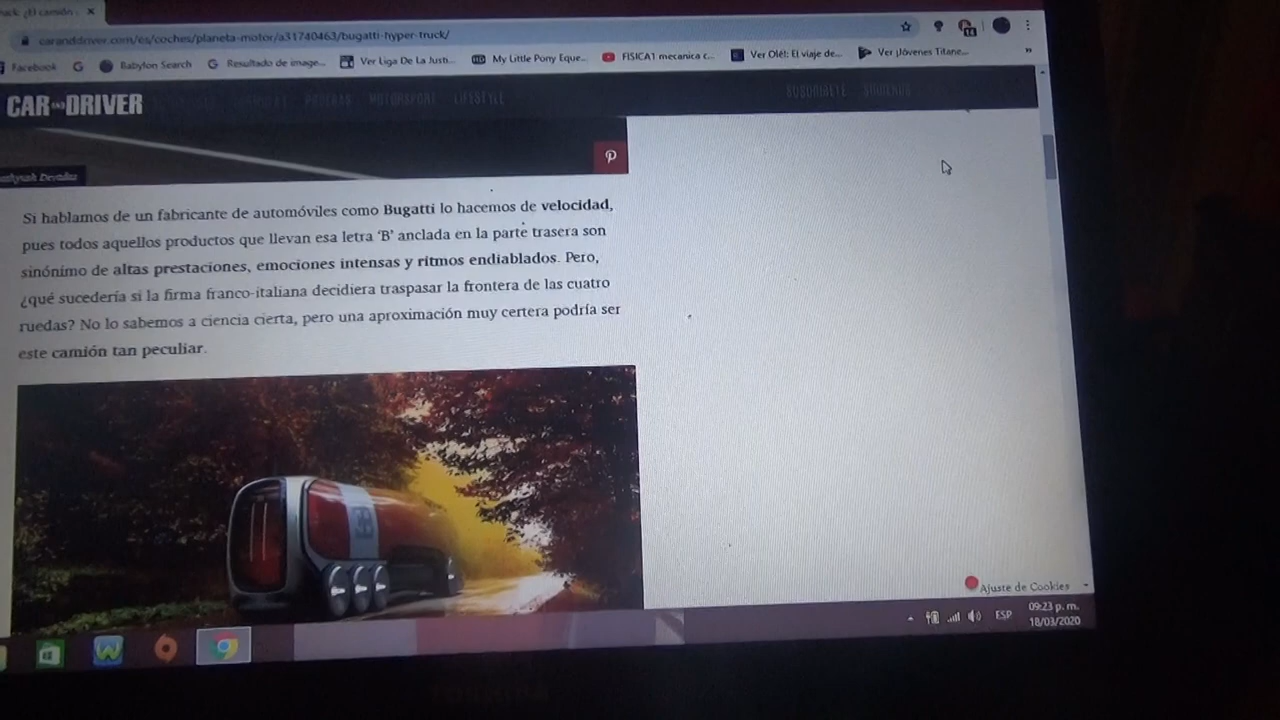 caranddriver.com/es/coches/planeta-motor/a31740463/bugatti-hyper-truck/
14
Facebook
Babylon Search
Resultado de image...
Ver Liga De La Justi...
My Little Pony Eque...
FISICA1 mecanica c...
Ver Olé!: El viaje de...
Ver ¡Jóvenes Titane...
»
CAR AND DRIVER
PRUEBAS MOTORSPORT LIFESTYLE
SUSCRÍBETE SÍGUENOS
Si hablamos de un fabricante de automóviles como Bugatti lo hacemos de velocidad,
pues todos aquellos productos que llevan esa letra 'B' anclada en la parte trasera son
sinónimo de altas prestaciones, emociones intensas y ritmos endiablados. Pero,
¿qué sucedería si la firma franco-italiana decidiera traspasar la frontera de las cuatro
ruedas? No lo sabemos a ciencia cierta, pero una aproximación muy certera podría ser
este camión tan peculiar.
Ajuste de Cookies
ESP
09:23 p. m.
18/03/2020